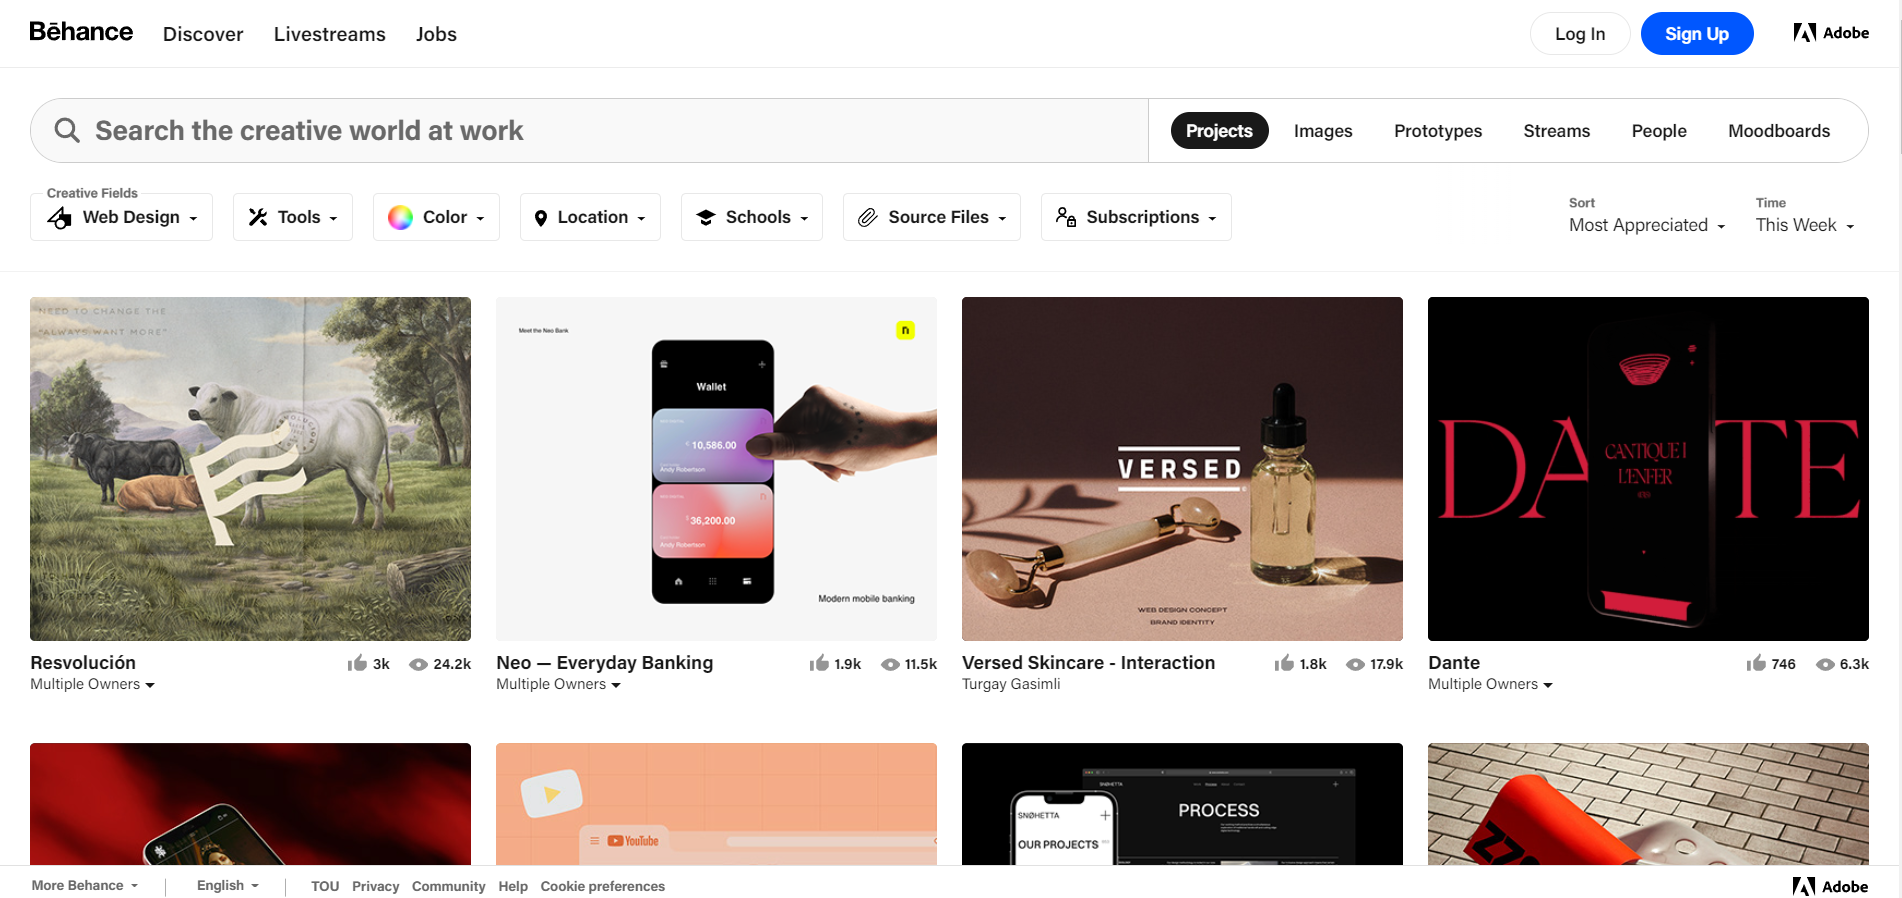 Bēhance
Discover
Livestreams
Jobs
Log In
Sign Up
Adobe
Search the creative world at work
Projects
Images
Prototypes
Streams
People
Moodboards
Creative Fields
Web Design
Tools
Color
Location
Schools
Source Files
Subscriptions
Sort
Most Appreciated
Time
This Week
NEED TO CHANGE THE
"ALWAYS WANT MORE"
Meet the Neo Bank
n
Wallet
10,586.00
Andy Robertson
36,200.00
Andy Robertson
Modern mobile banking
VERSED
WEB DESIGN CONCEPT
BRAND IDENTITY
DANTE
CANTIQUE I
L'ENFER
Resvolución
3k
24.2k
Multiple Owners
Neo — Everyday Banking
1.9k
11.5k
Multiple Owners
Versed Skincare - Interaction
1.8k
17.9k
Turgay Gasimli
Dante
746
6.3k
Multiple Owners
YouTube
SNØHETTA
PROCESS
SNØHETTA
OUR PROJECTS
More Behance
English
TOU
Privacy
Community
Help
Cookie preferences
Adobe